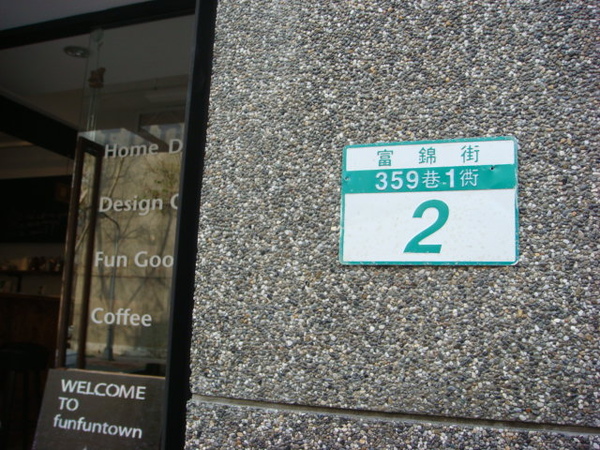 Home D
Design
Fun Goo
Coffee
WELCOME
TO
funfuntown
富錦街
359巷1衖
2